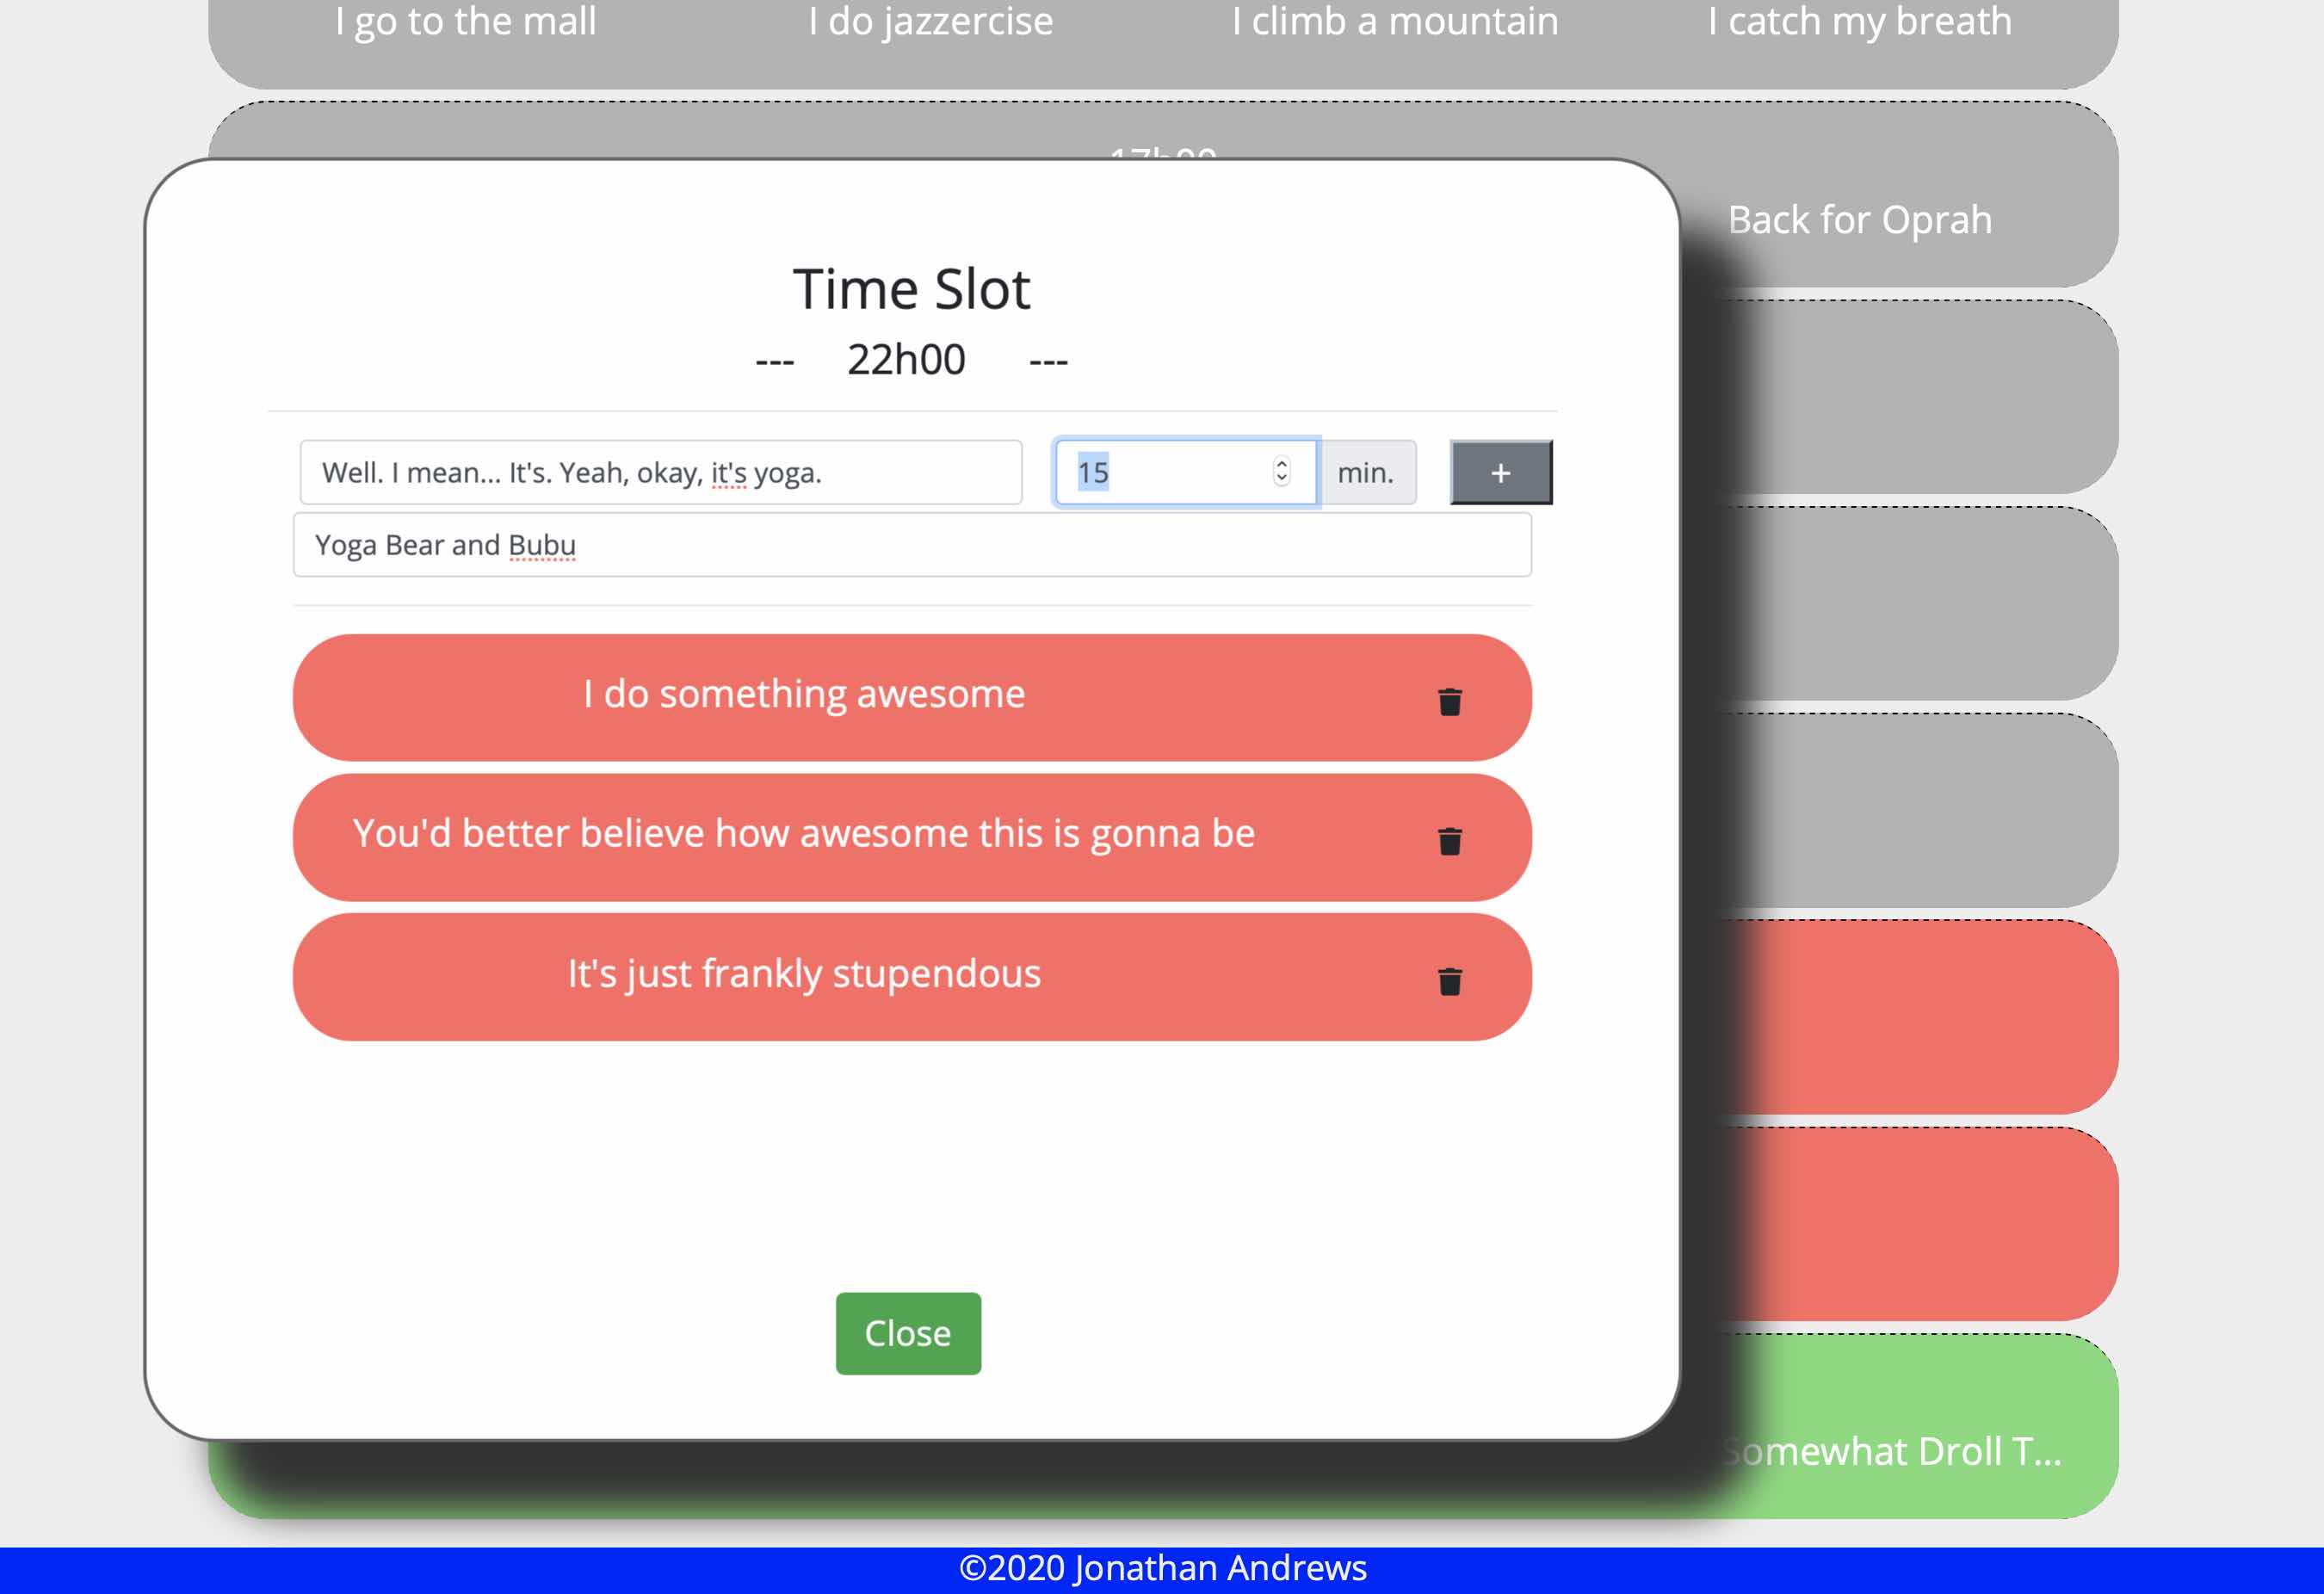 I go to the mall I do jazzercise I climb a mountain I catch my breath
17h00
Back for Oprah
Time Slot
--- 22h00 ---
Well. I mean... It's. Yeah, okay, it's yoga. 15 min. +
Yoga Bear and Bubu
I do something awesome
You'd better believe how awesome this is gonna be
It's just frankly stupendous
Close
Somewhat Droll T...
©2020 Jonathan Andrews